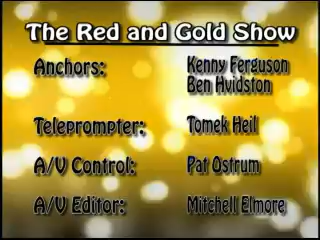 The Red and Gold Show
Anchors: Kenny Ferguson
Ben Hvidston
Teleprompter: Tomek Heil
A/V Control: Pat Ostrum
A/V Editor: Mitchell Elmore